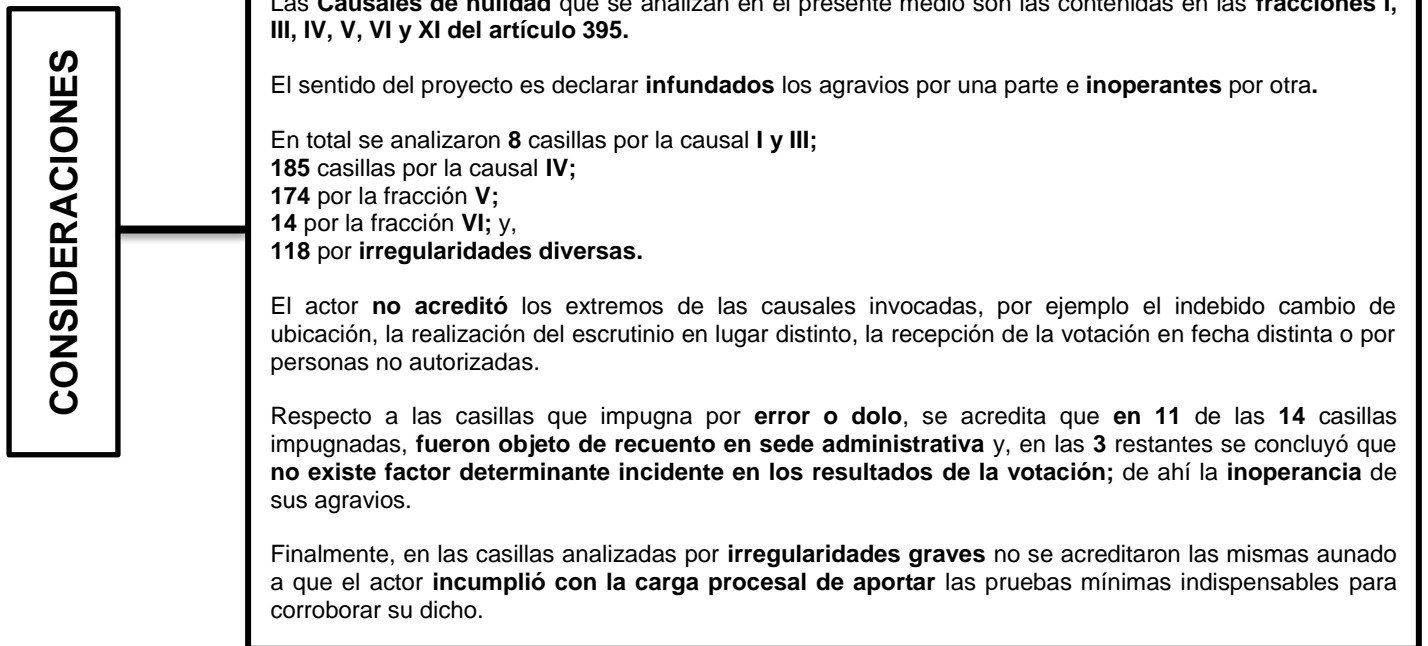 CONSIDERACIONES
Las Causales de nulidad que se analizan en el presente medio son las contenidas en las fracciones I,
III, IV, V, VI y XI del artículo 395.
El sentido del proyecto es declarar infundados los agravios por una parte e inoperantes por otra.
En total se analizaron 8 casillas por la causal I y III;
185 casillas por la causal IV;
174 por la fracción V;
14 por la fracción VI; y,
118 por irregularidades diversas.
El actor no acreditó los extremos de las causales invocadas, por ejemplo el indebido cambio de
ubicación, la realización del escrutinio en lugar distinto, la recepción de la votación en fecha distinta o por
personas no autorizadas.
Respecto a las casillas que impugna por error o dolo, se acredita que en 11 de las 14 casillas
impugnadas, fueron objeto de recuento en sede administrativa y, en las 3 restantes se concluyó que
no existe factor determinante incidente en los resultados de la votación; de ahí la inoperancia de
sus agravios.
Finalmente, en las casillas analizadas por irregularidades graves no se acreditaron las mismas aunado
a que el actor incumplió con la carga procesal de aportar las pruebas mínimas indispensables para
corroborar su dicho.